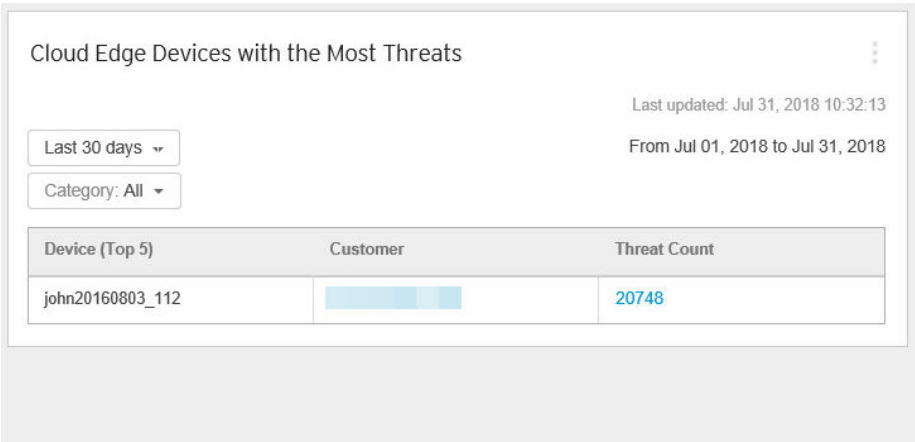 Cloud Edge Devices with the Most Threats
Last updated: Jul 31, 2018 10:32:13
Last 30 days
From Jul 01, 2018 to Jul 31, 2018
Category: All
Device (Top 5) Customer Threat Count
john20160803_112 20748